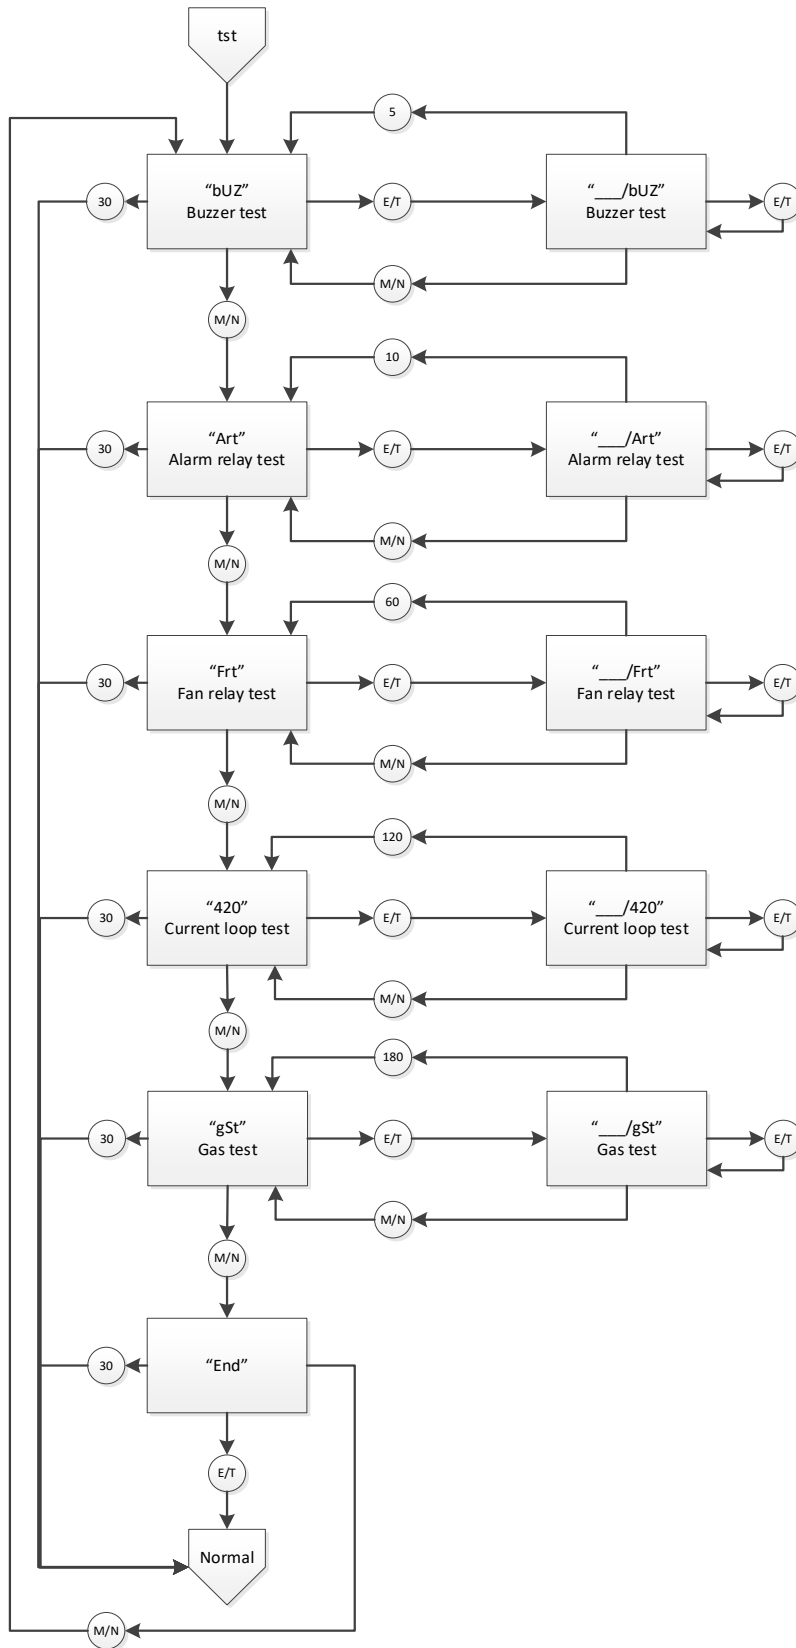 tst
5
“bUZ”
Buzzer test
30
E/T
“___/bUZ”
Buzzer test
E/T
M/N
M/N
10
“Art”
Alarm relay test
30
E/T
“___/Art”
Alarm relay test
E/T
M/N
M/N
60
“Frt”
Fan relay test
30
E/T
“___/Frt”
Fan relay test
E/T
M/N
M/N
120
“420”
Current loop test
30
E/T
“___/420”
Current loop test
E/T
M/N
M/N
180
“gSt”
Gas test
30
E/T
“___/gSt”
Gas test
E/T
M/N
M/N
“End”
30
E/T
Normal
M/N